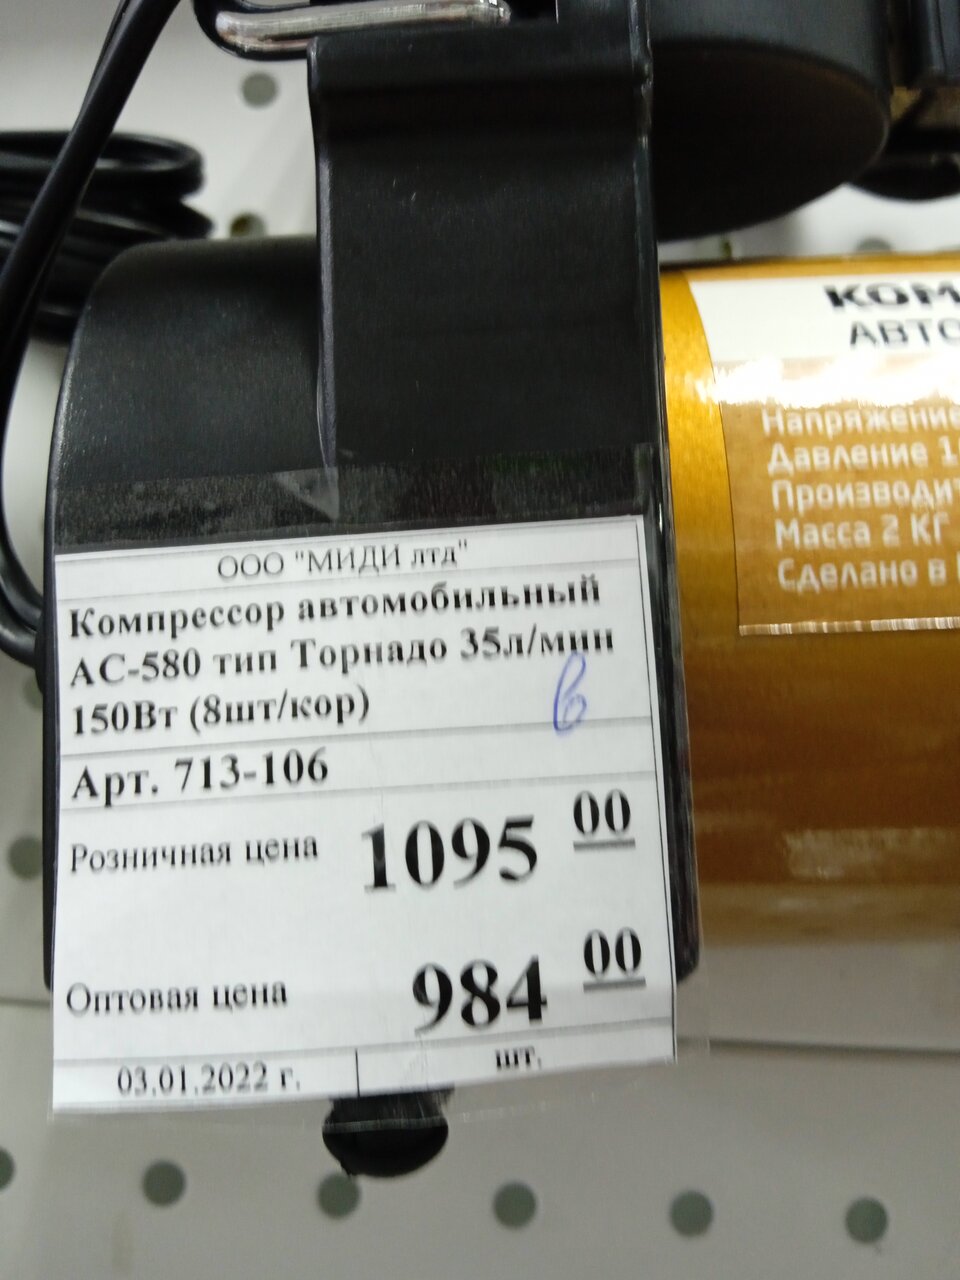 КОМ
АВТО
Напряжение
Давление 1
Производит
Масса 2 КГ
Сделано в
ООО "МИДИ лтд"
Компрессор автомобильный
АС-580 тип Торнадо 35л/мин
150Вт (8шт/кор)
в
Арт. 713-106
Розничная цена 1095 00
Оптовая цена 984 00
03.01.2022 г. шт.